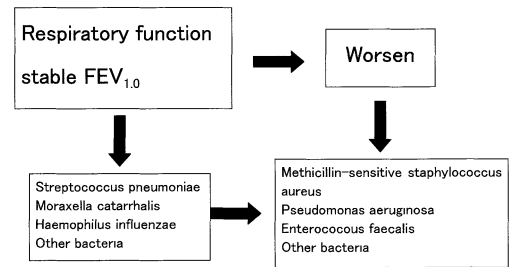 Respiratory function
stable FEV1.0
Worsen
Streptococcus pneumoniae
Moraxella catarrhalis
Haemophilus influenzae
Other bacteria
Methicillin-sensitive staphylococcus
aureus
Pseudomonas aeruginosa
Enterococous faecalis
Other bacteria